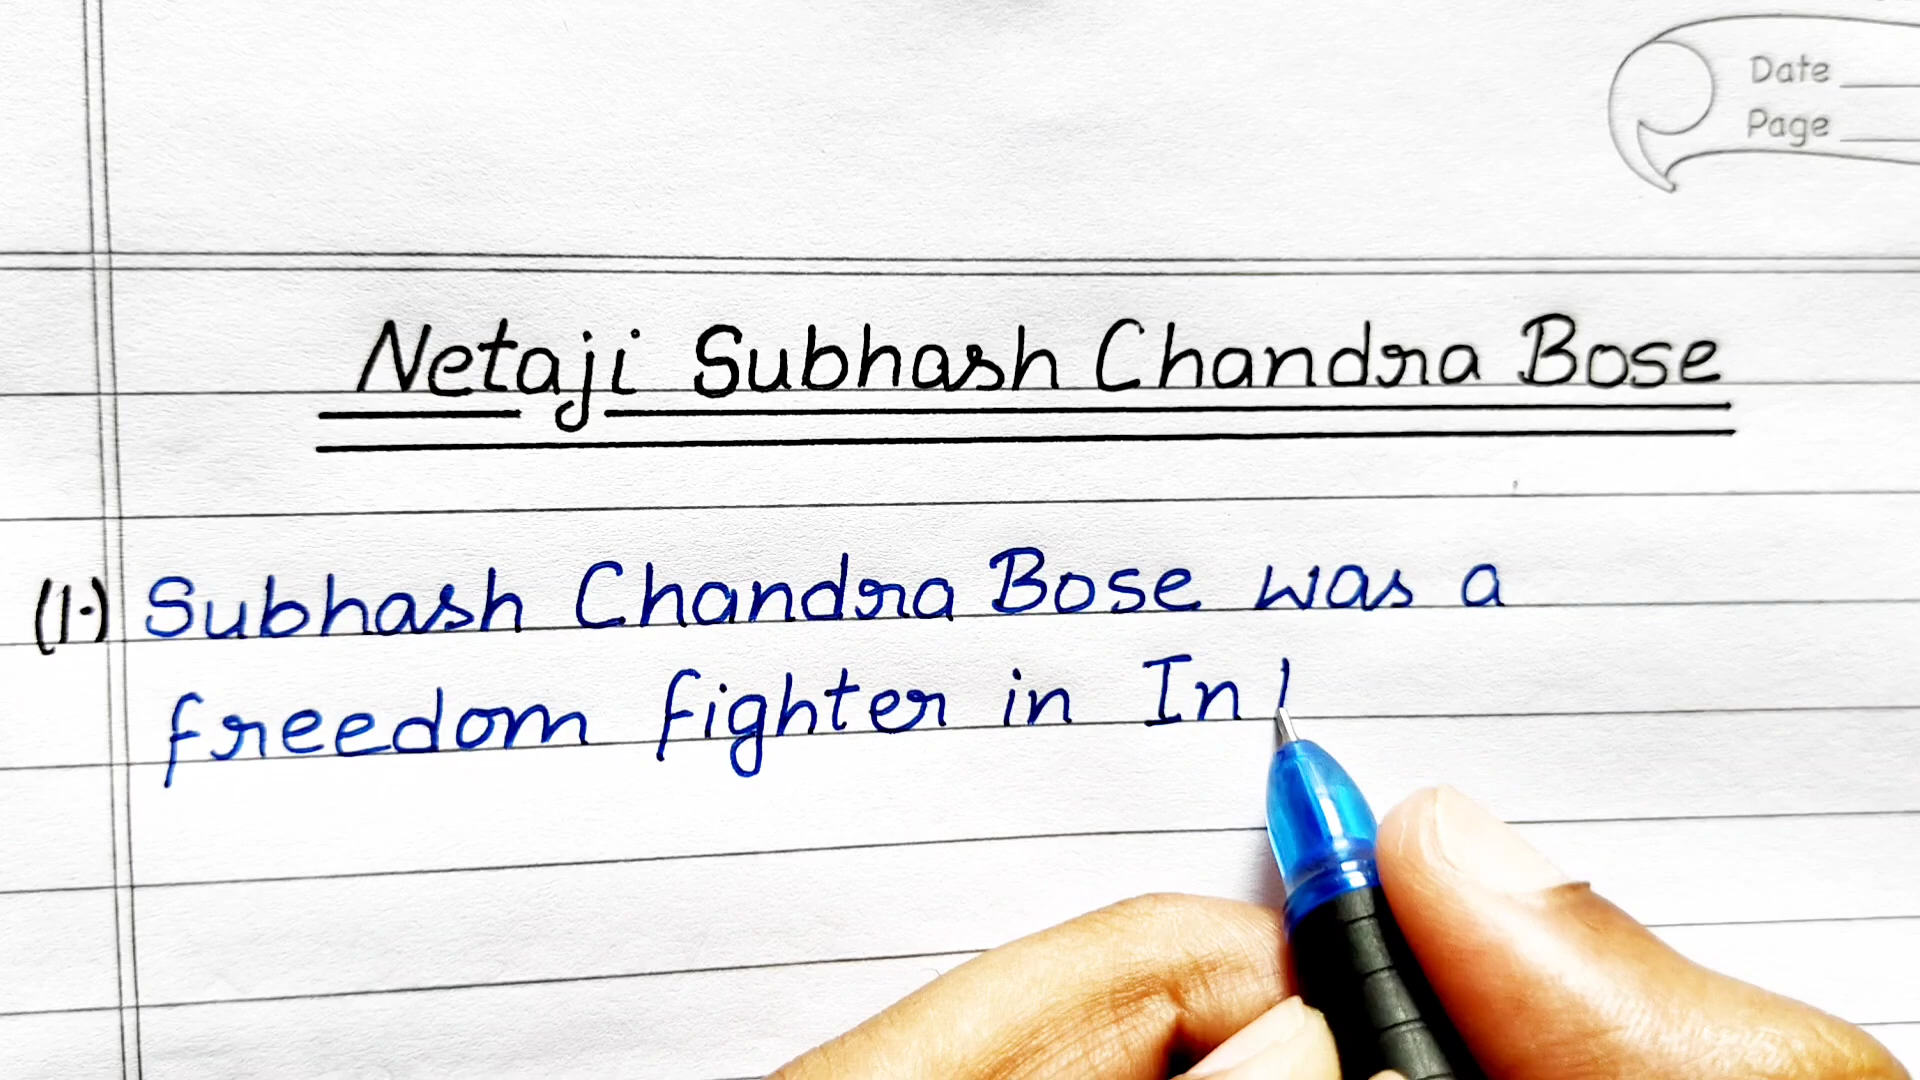 Date
Page
Netaji Subhash Chandra Bose
(1.) Subhash Chandra Bose was a
freedom fighter in In